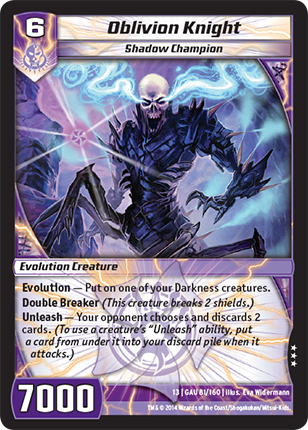 6
Oblivion Knight
Shadow Champion
Evolution Creature
Evolution — Put on one of your Darkness creatures.
Double Breaker (This creature breaks 2 shields.)
Unleash — Your opponent chooses and discards 2
cards. (To use a creature's "Unleash" ability, put
a card from under it into your discard pile when it
attacks.)
7000
13 | GAU 81/160 | Illus. Eva Widermann
TM & © 2014 Wizards of the Coast/Shogakukan/Mitsui-Kids.